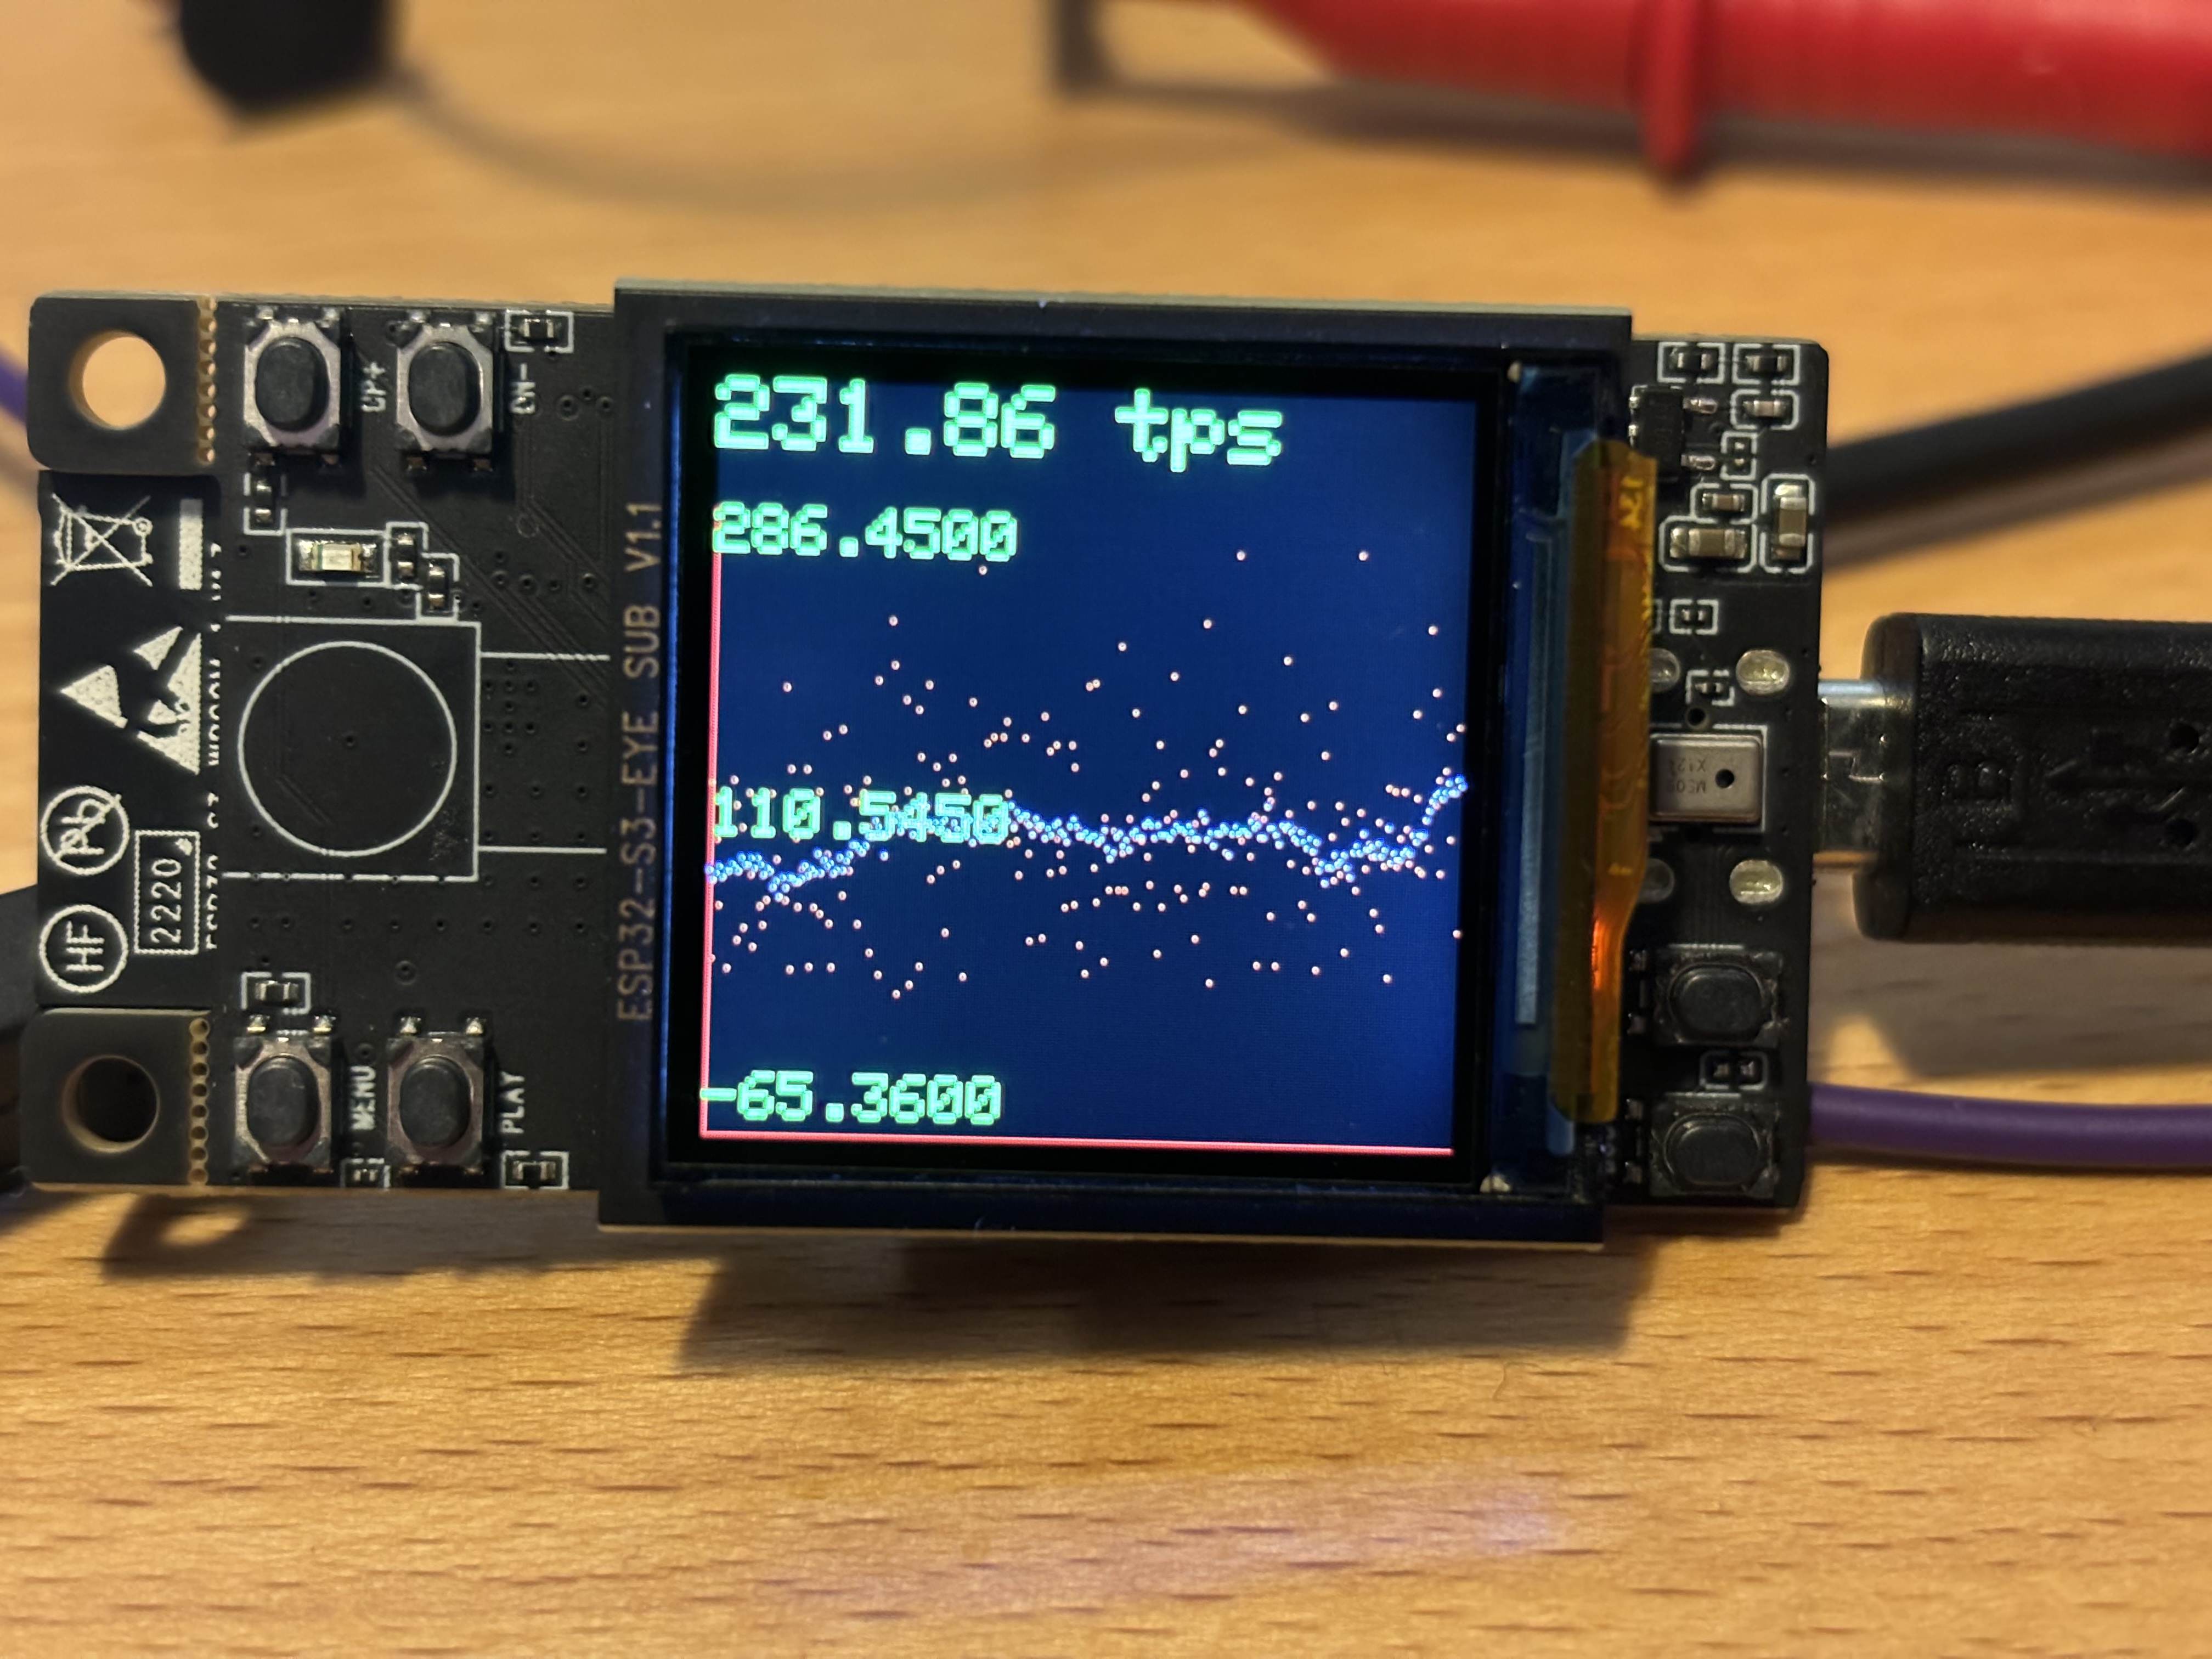 231.86 tps
286.4500
110.5450
-65.3600
ESP32-S3-EYE SUB V1.1
UP+
DN-
MENU
PLAY
Pb
HF
2220